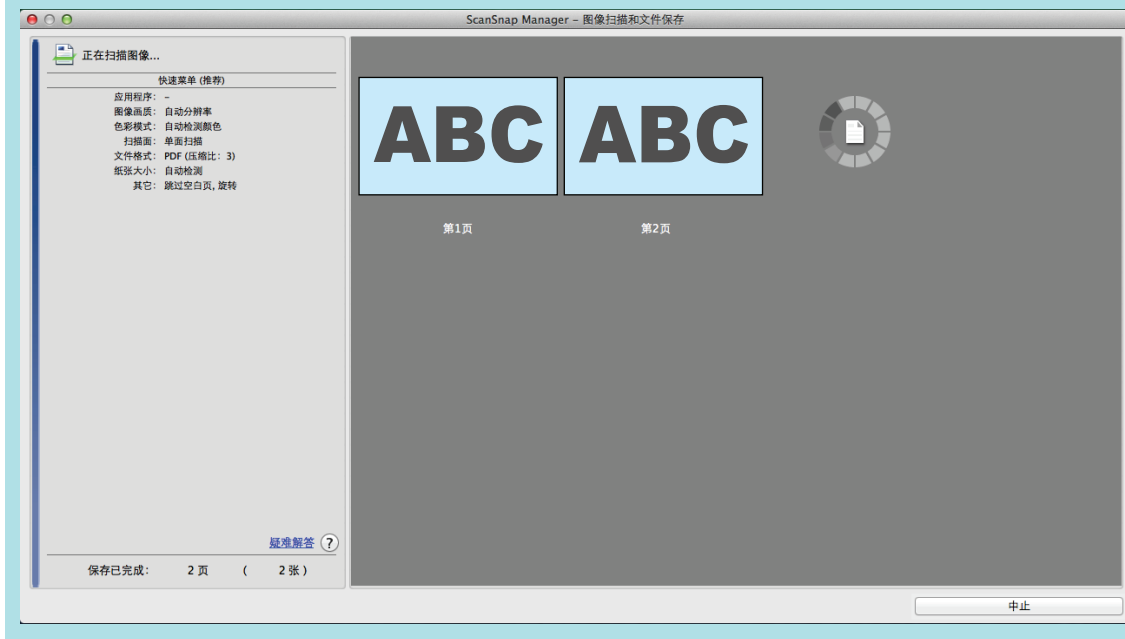 ScanSnap Manager – 图像扫描和文件保存
正在扫描图像...
快速菜单 (推荐)
应用程序: –
图像画质: 自动分辨率
色彩模式: 自动检测颜色
扫描面: 单面扫描
文件格式: PDF (压缩比: 3)
纸张大小: 自动检测
其它: 跳过空白页, 旋转
ABC ABC
第1页 第2页
疑难解答 ?
保存已完成: 2 页 ( 2 张 )
中止